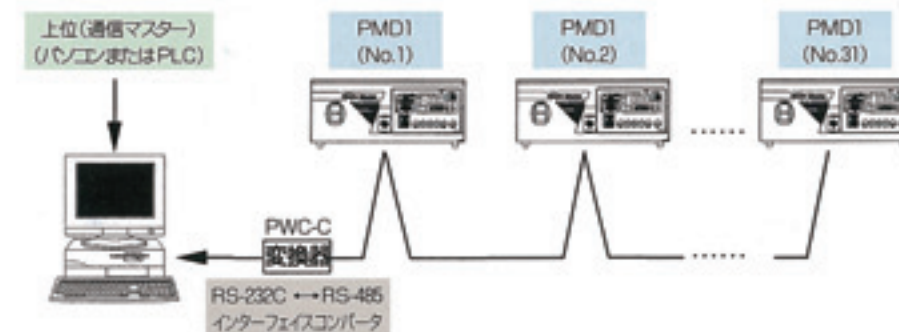 上位(通信マスター)
(パソコンまたはPLC)
PMD1
(No.1)
PMD1
(No.2)
PMD1
(No.31)
PWC-C
変換器
RS-232C ↔ RS-485
インターフェイスコンバータ